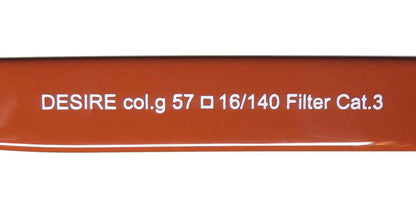 DESIRE col.g 57 □ 16/140 Filter Cat.3